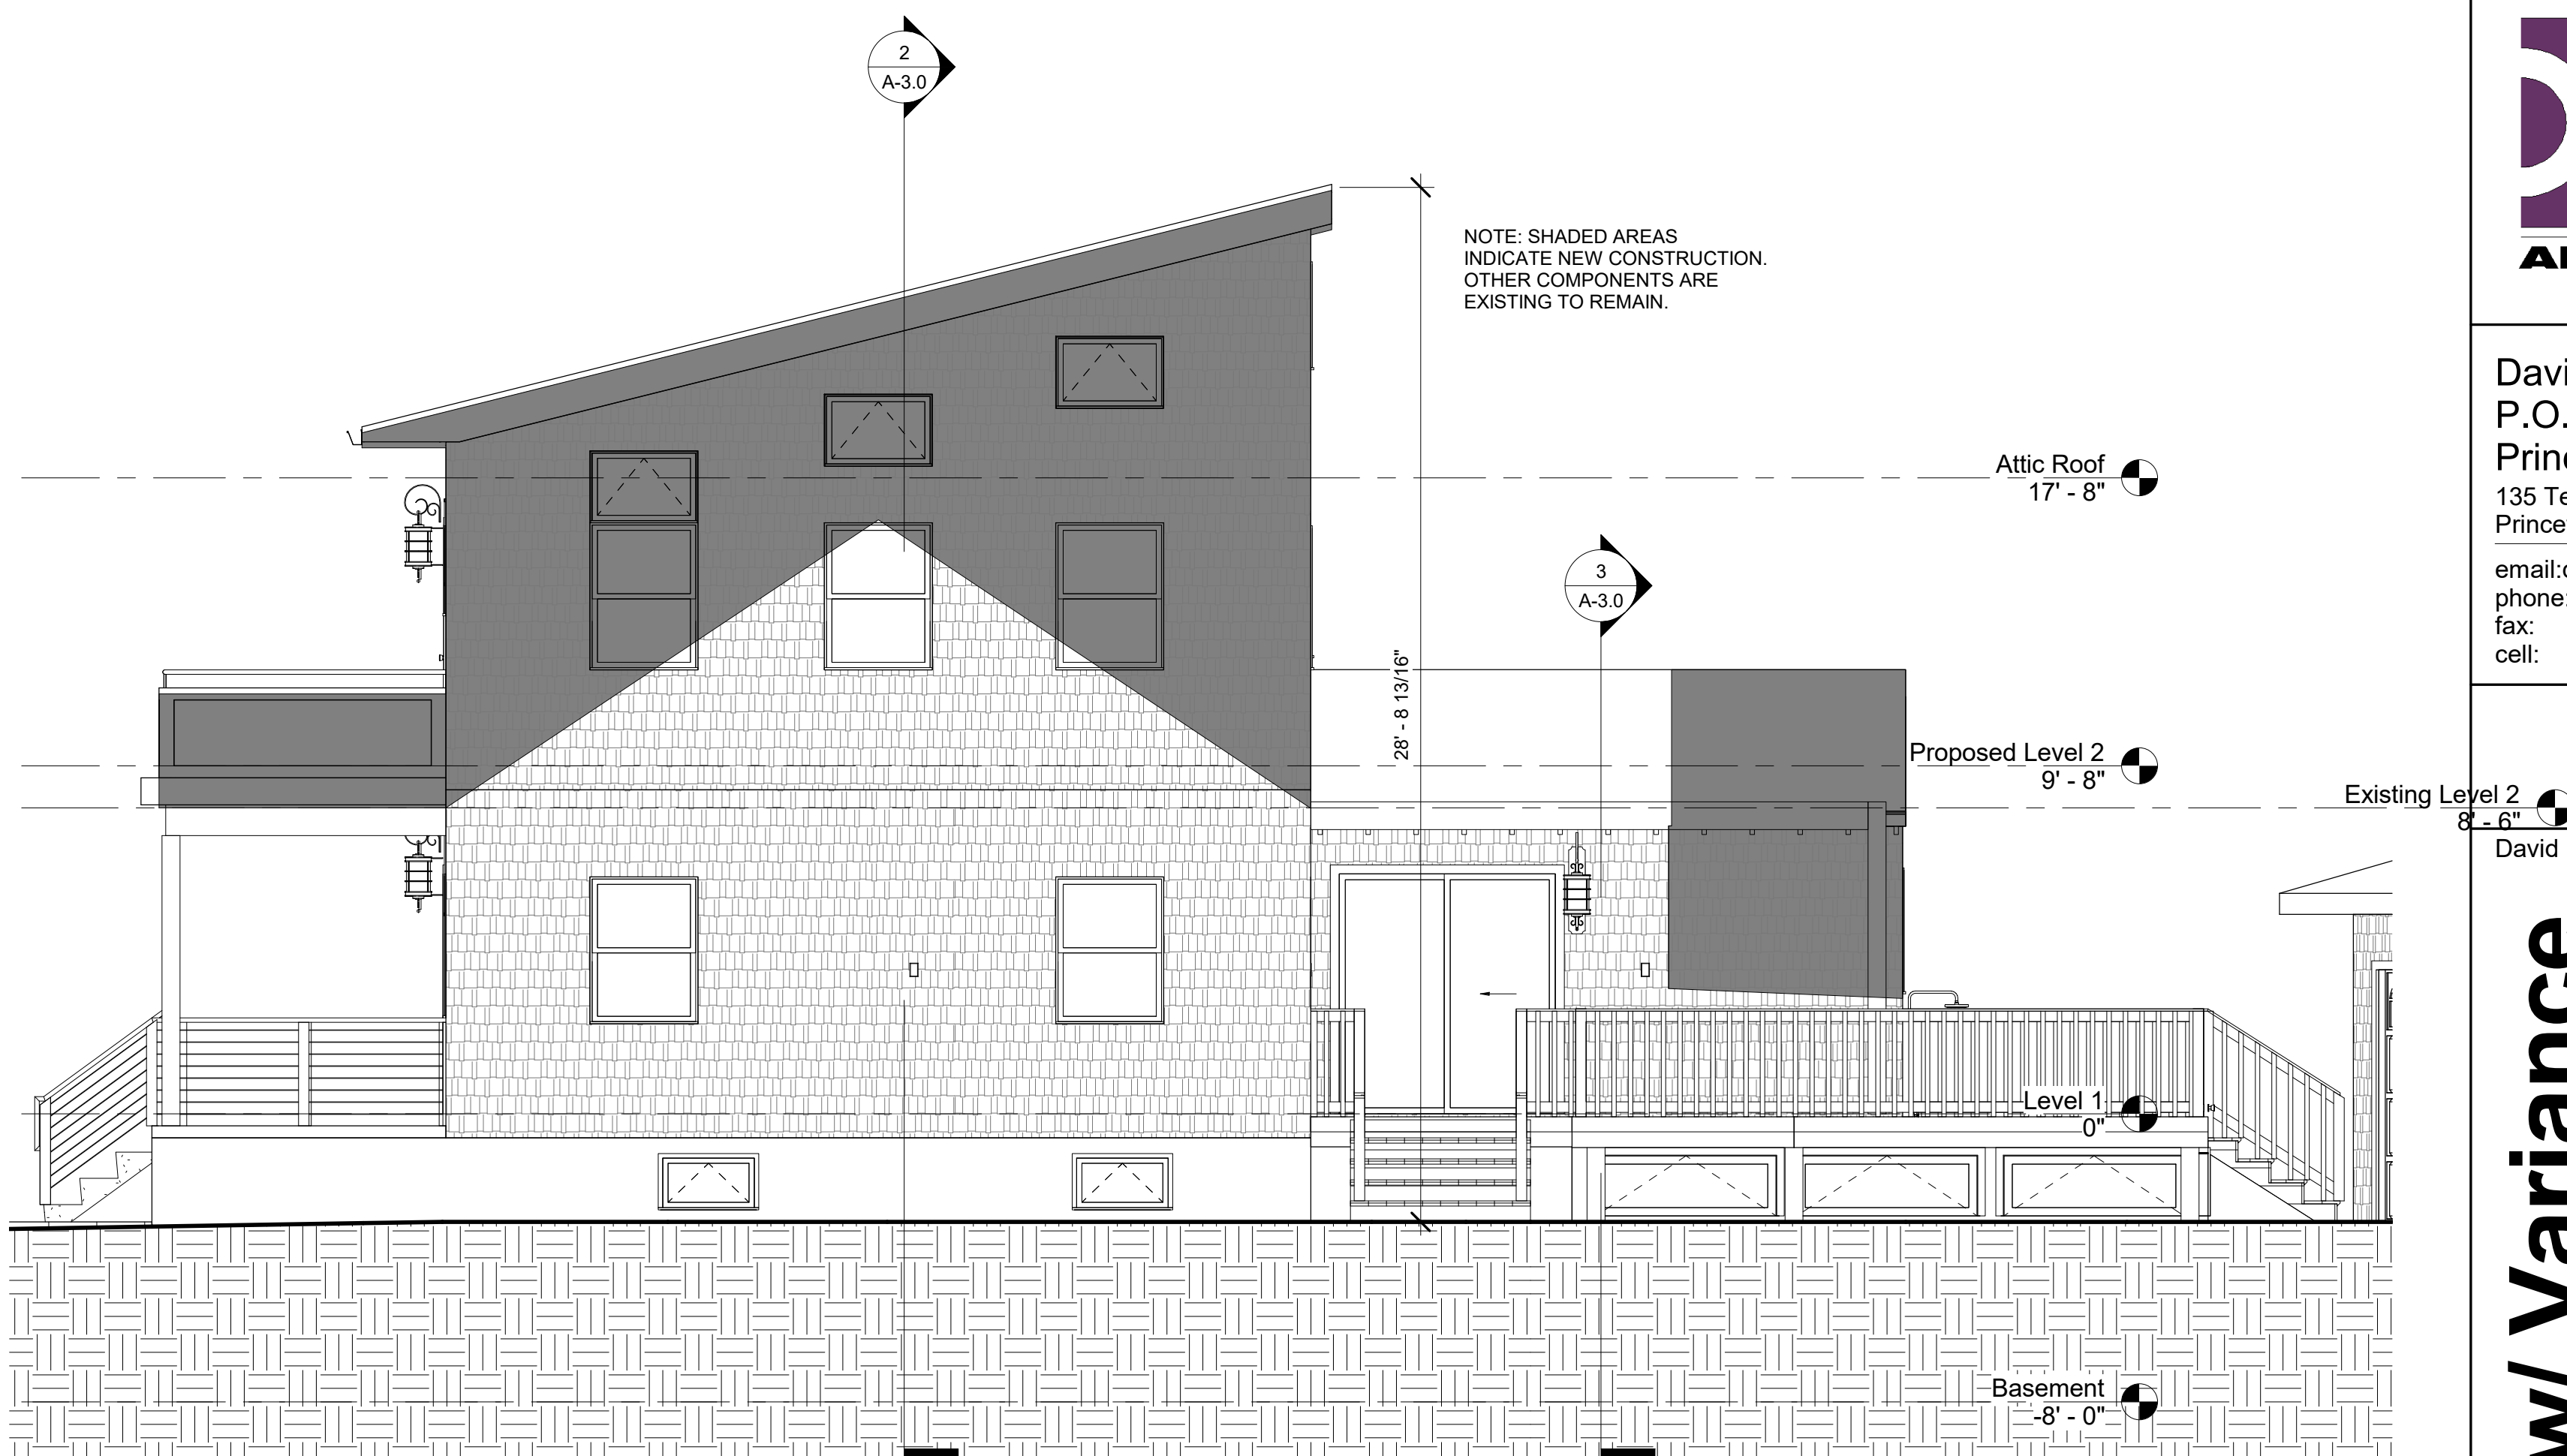 2
A-3.0
NOTE: SHADED AREAS
INDICATE NEW CONSTRUCTION.
OTHER COMPONENTS ARE
EXISTING TO REMAIN.
Attic Roof
17' - 8"
3
A-3.0
28' - 8 13/16"
Proposed Level 2
9' - 8"
Existing Level 2
8' - 6"
Level 1
0"
Basement
-8' - 0"
P.O.
135
email:
phone:
fax:
cell:
David
w/ Variance